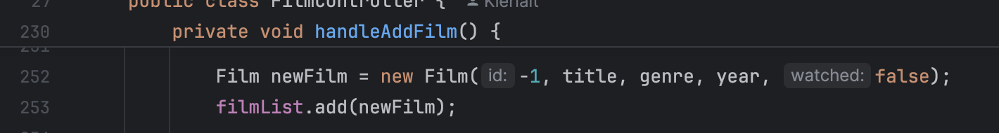 27 public class FilmController {
230 private void handleAddFilm() {
251
252 Film newFilm = new Film( id: -1, title, genre, year, watched: false);
253 filmList.add(newFilm);